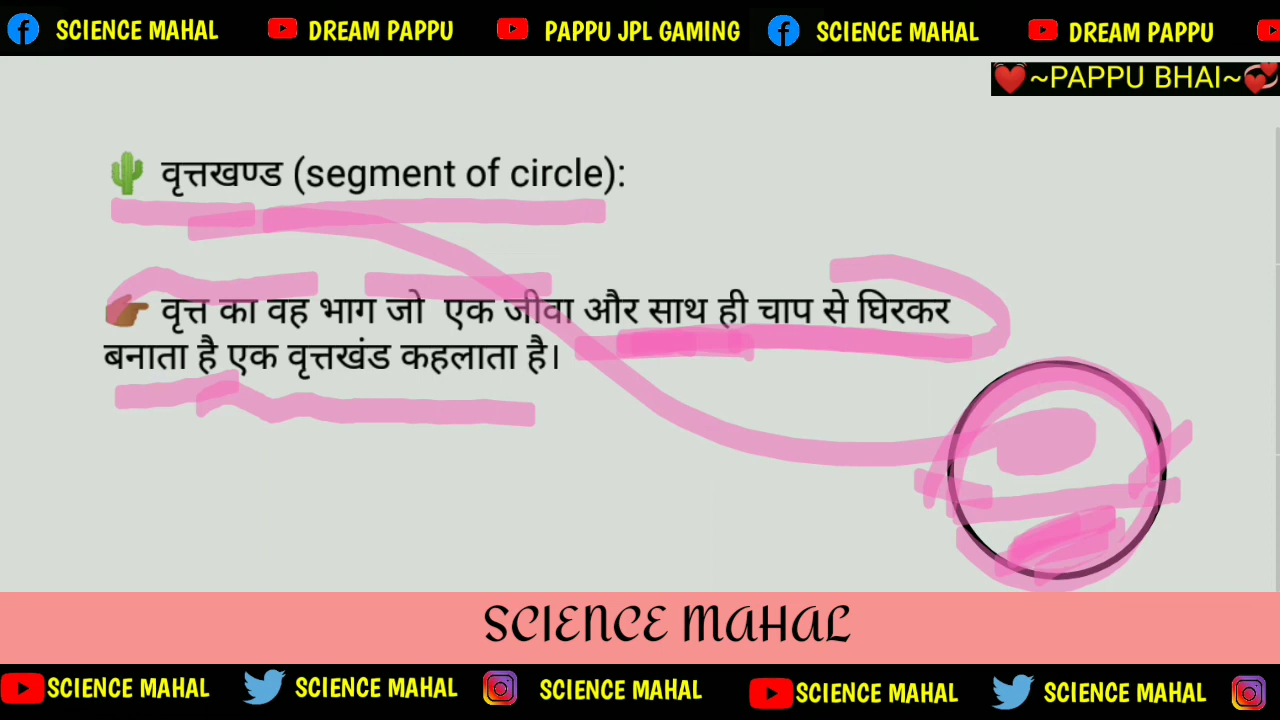 SCIENCE MAHAL DREAM PAPPU PAPPU JPL GAMING SCIENCE MAHAL DREAM PAPPU
~PAPPU BHAI~
वृत्तखण्ड (segment of circle):
वृत्त का वह भाग जो एक जीवा और साथ ही चाप से घिरकर
बनाता है एक वृत्तखंड कहलाता है।
SCIENCE MAHAL
SCIENCE MAHAL SCIENCE MAHAL SCIENCE MAHAL SCIENCE MAHAL SCIENCE MAHAL